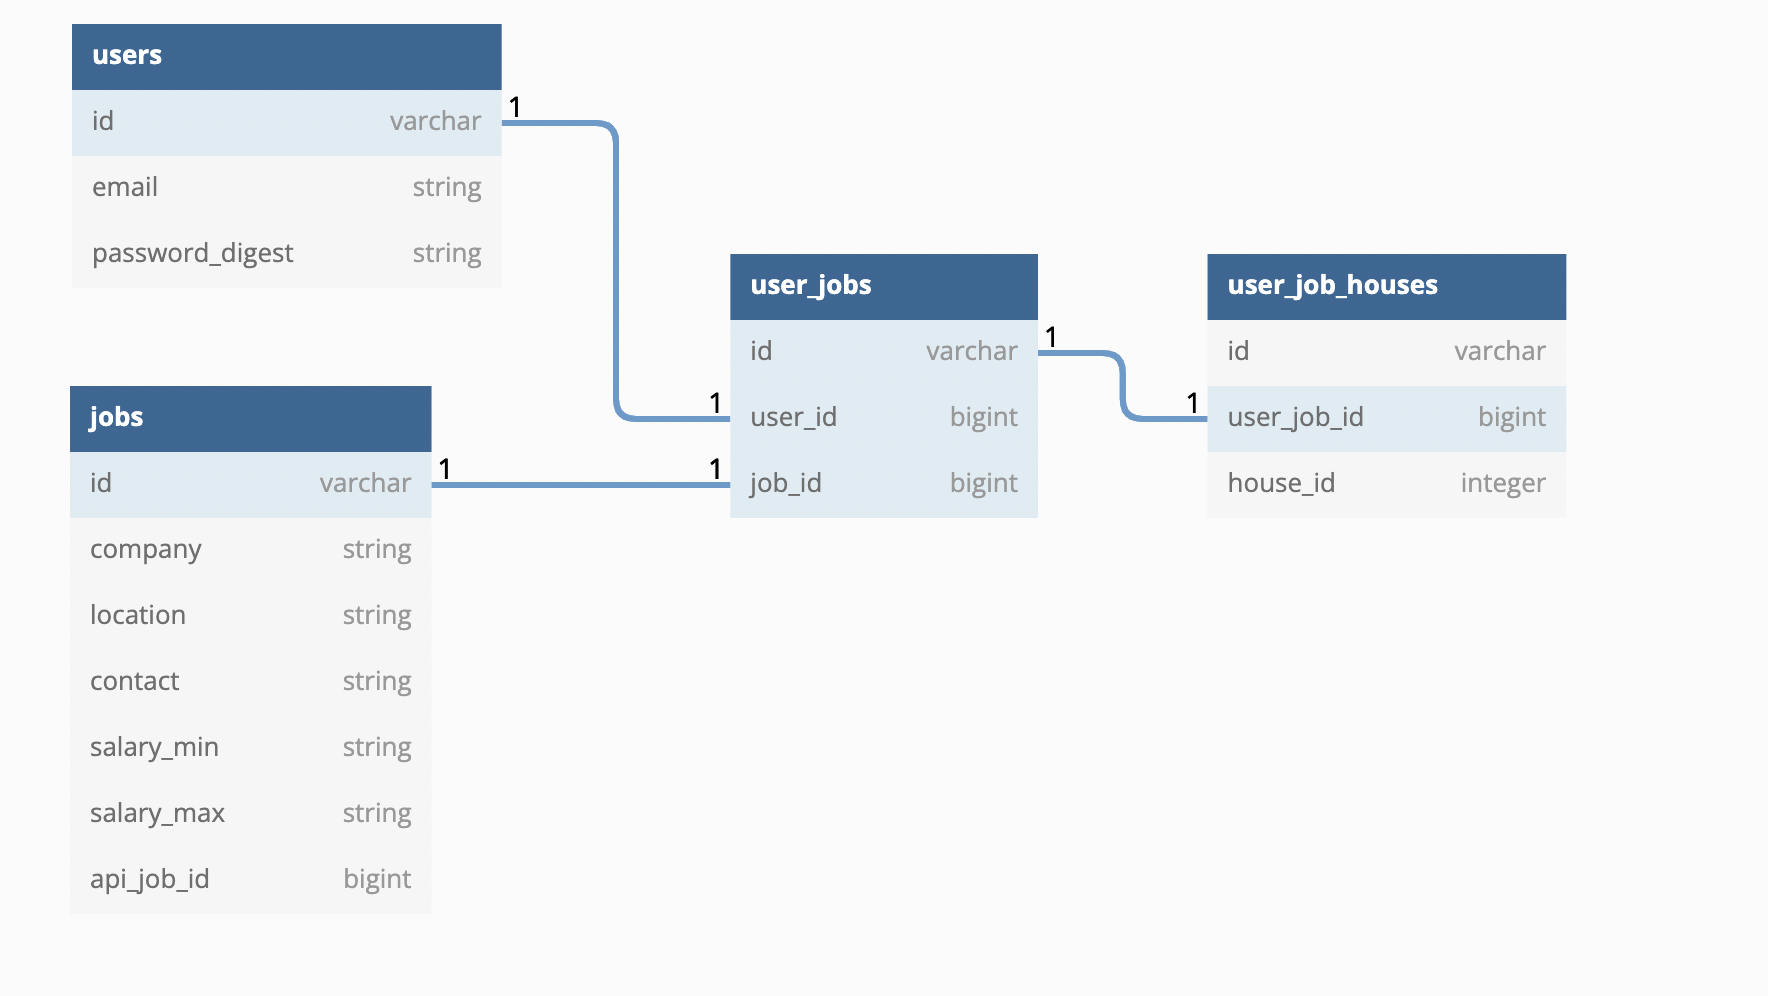 users
id varchar
email string
password_digest string
1
1
jobs
id varchar
company string
location string
contact string
salary_min string
salary_max string
api_job_id bigint
1
1
user_jobs
id varchar
user_id bigint
job_id bigint
1
1
user_job_houses
id varchar
user_job_id bigint
house_id integer